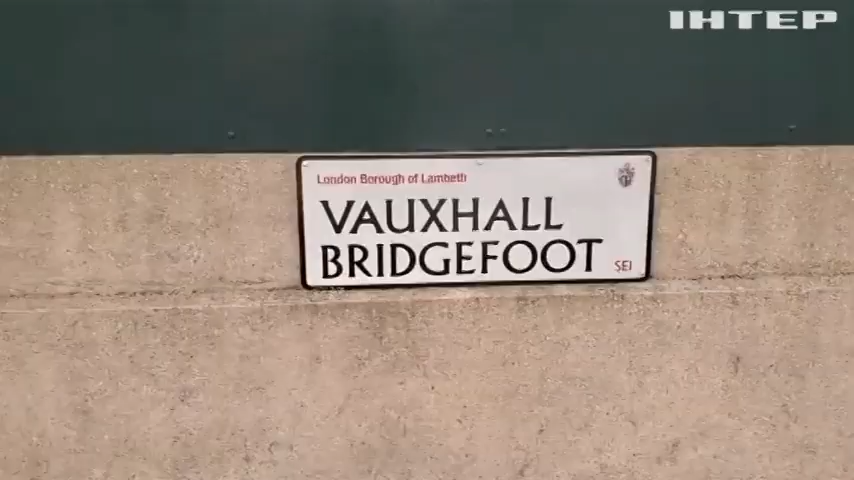 ІНТЕР
London Borough of Lambeth
VAUXHALL
BRIDGEFOOT
SE1